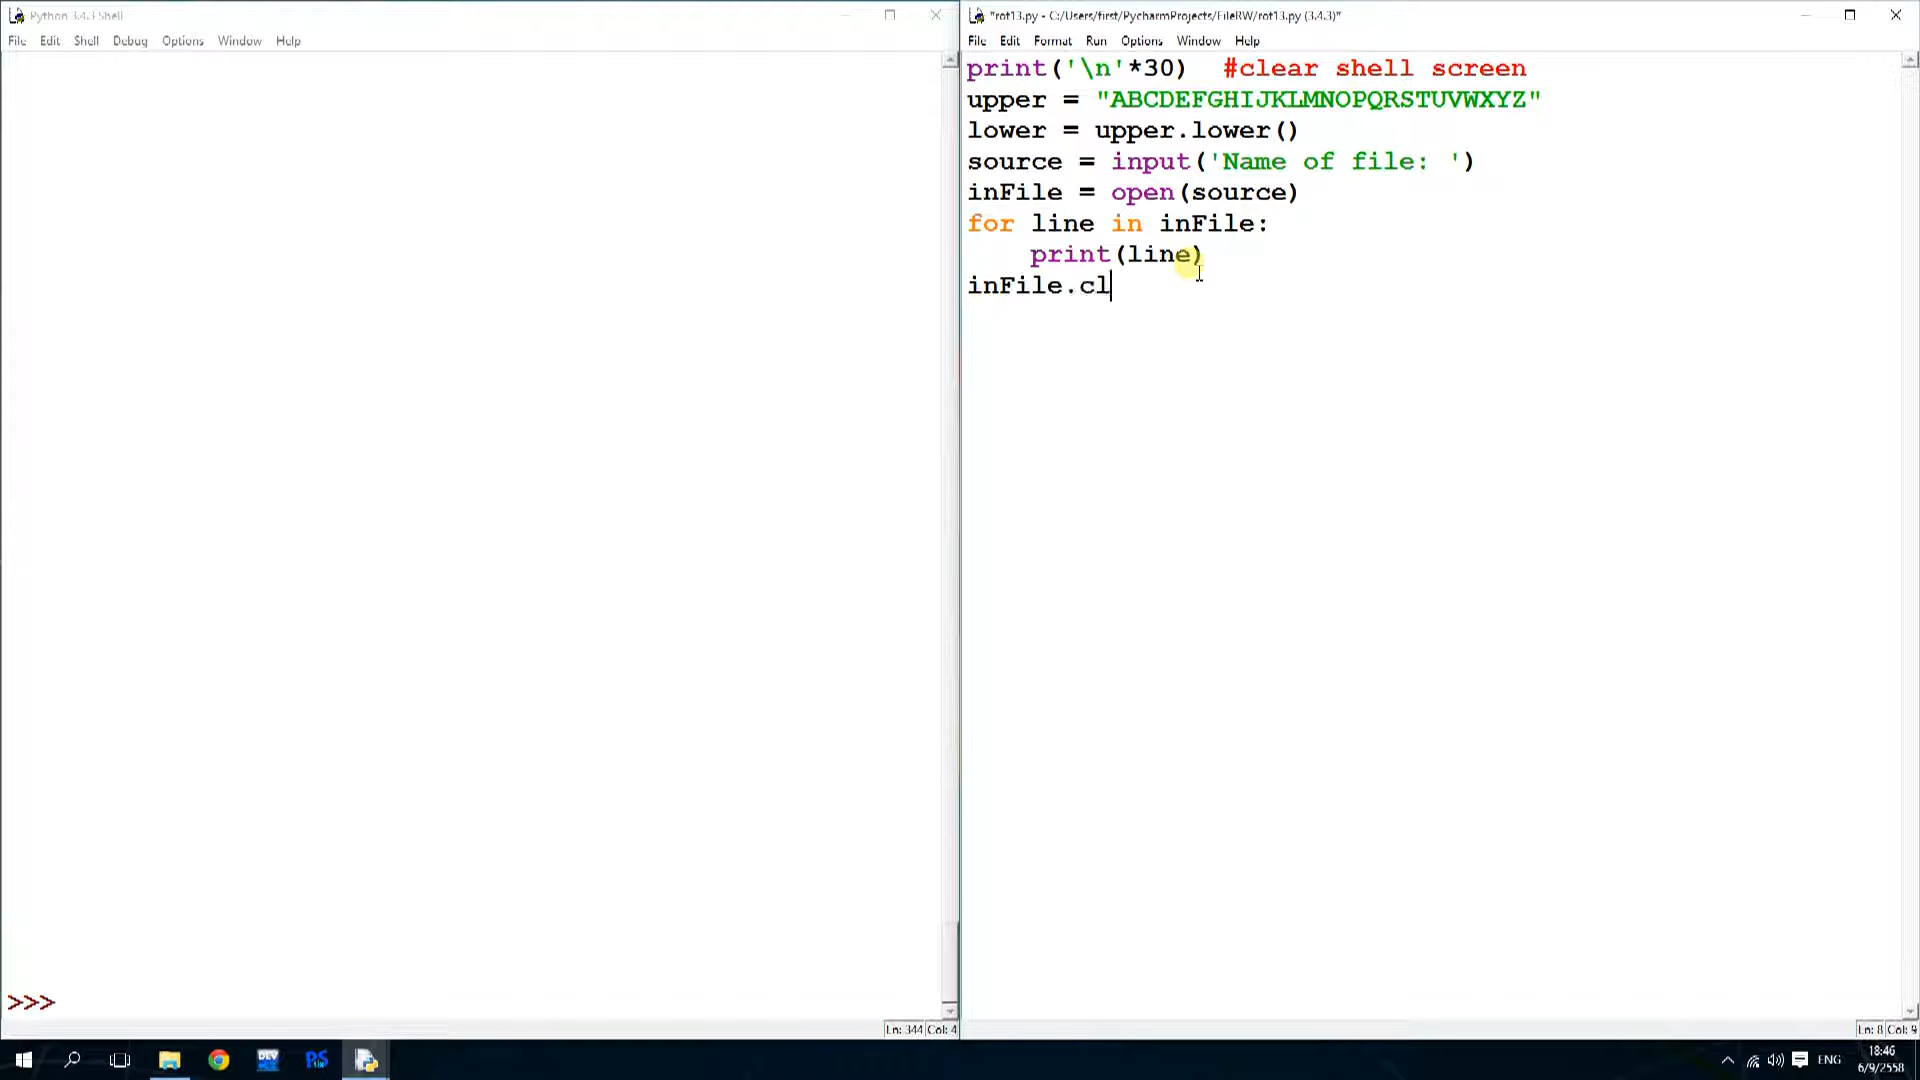 Python 3.4.3 Shell
File Edit Shell Debug Options Window Help
>>>
Ln: 344 Col: 4
*rot13.py - C:/Users/first/PycharmProjects/FileRW/rot13.py (3.4.3)*
File Edit Format Run Options Window Help
print('\n'*30)  #clear shell screen
upper = "ABCDEFGHIJKLMNOPQRSTUVWXYZ"
lower = upper.lower()
source = input('Name of file: ')
inFile = open(source)
for line in inFile:
    print(line)
inFile.cl
Ln: 8 Col: 9
DEV
ENG
18:46
6/9/2558